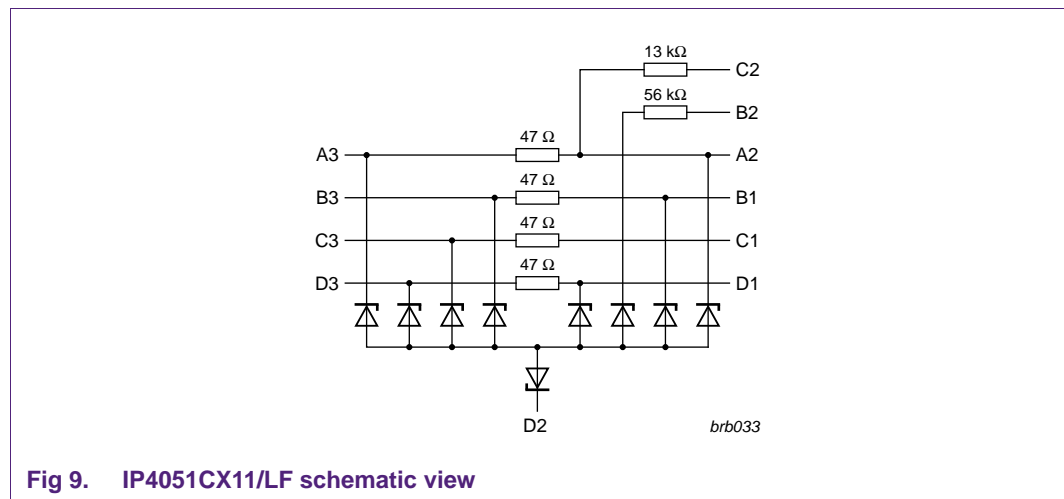 13 kΩ
C2
56 kΩ
B2
47 Ω
A3
A2
47 Ω
B3
B1
47 Ω
C3
C1
47 Ω
D3
D1
D2
brb033
Fig 9. IP4051CX11/LF schematic view